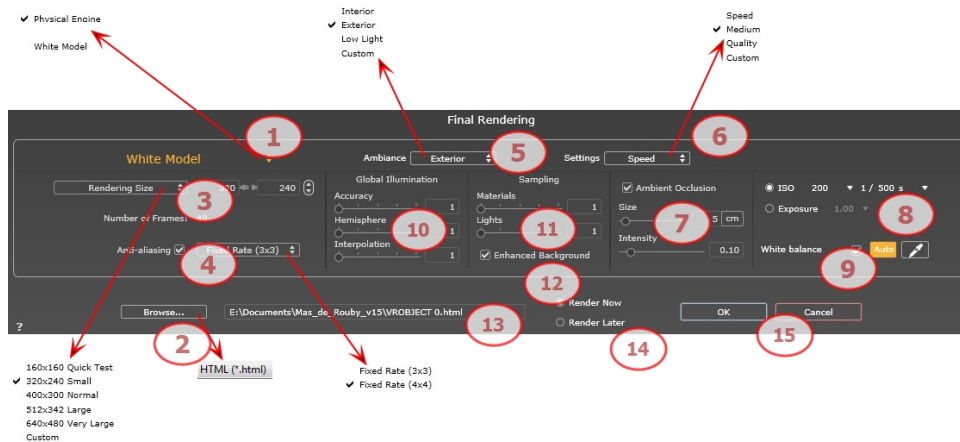 Physical Engine
White Model
Interior
Exterior
Low Light
Custom
Speed
Medium
Quality
Custom
Final Rendering
1
White Model
Ambiance
Exterior
5
Settings
Speed
6
Rendering Size
3
320
240
Number of Frames: 48
Anti-aliasing
4
Fixed Rate (3x3)
Global Illumination
Accuracy
1
Hemisphere
10
1
Interpolation
1
Sampling
Materials
1
Lights
11
1
Enhanced Background
Ambient Occlusion
Size
7
5 cm
Intensity
0.10
ISO 200 1 / 500 s
Exposure 1.00
8
White balance
9
Auto
12
Browse...
2
E:\Documents\Mas_de_Rouby_v15\VROBJECT 0.html
13
Render Now
Render Later
14
OK
Cancel
15
?
160x160 Quick Test
320x240 Small
400x300 Normal
512x342 Large
640x480 Very Large
Custom
HTML (*.html)
Fixed Rate (3x3)
Fixed Rate (4x4)